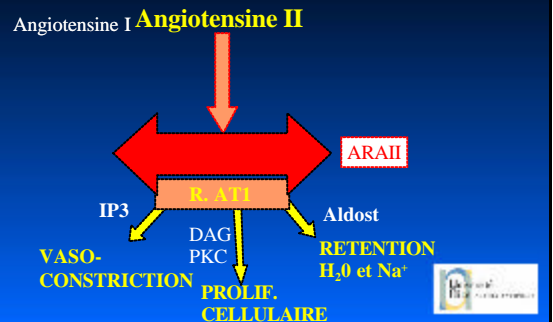 Angiotensine I Angiotensine II
ARAII
R. AT1
IP3
Aldost
DAG
PKC
VASO-
CONSTRICTION
RETENTION
H₂0 et Na⁺
PROLIF.
CELLULAIRE